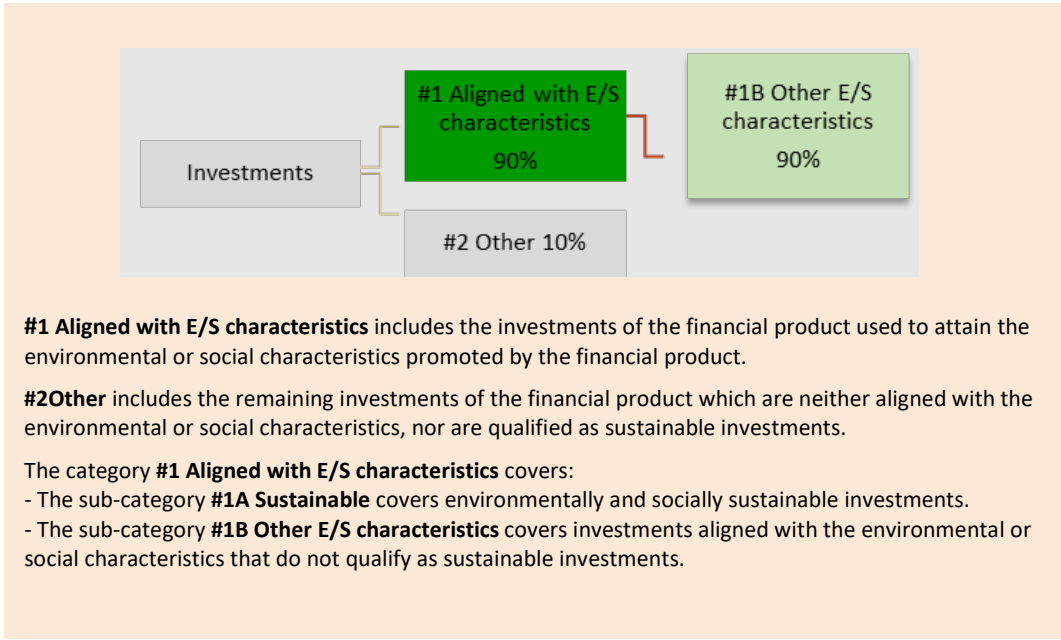 #1 Aligned with E/S
characteristics
90%
#1B Other E/S
characteristics
90%
Investments
#2 Other 10%
#1 Aligned with E/S characteristics includes the investments of the financial product used to attain the
environmental or social characteristics promoted by the financial product.
#2Other includes the remaining investments of the financial product which are neither aligned with the
environmental or social characteristics, nor are qualified as sustainable investments.
The category #1 Aligned with E/S characteristics covers:
- The sub-category #1A Sustainable covers environmentally and socially sustainable investments.
- The sub-category #1B Other E/S characteristics covers investments aligned with the environmental or
social characteristics that do not qualify as sustainable investments.